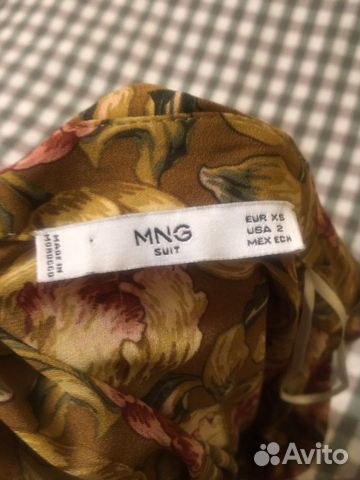 MADE IN
MOROCCO
MNG
SUIT
EUR XS
USA 2
MEX ECH
Avito